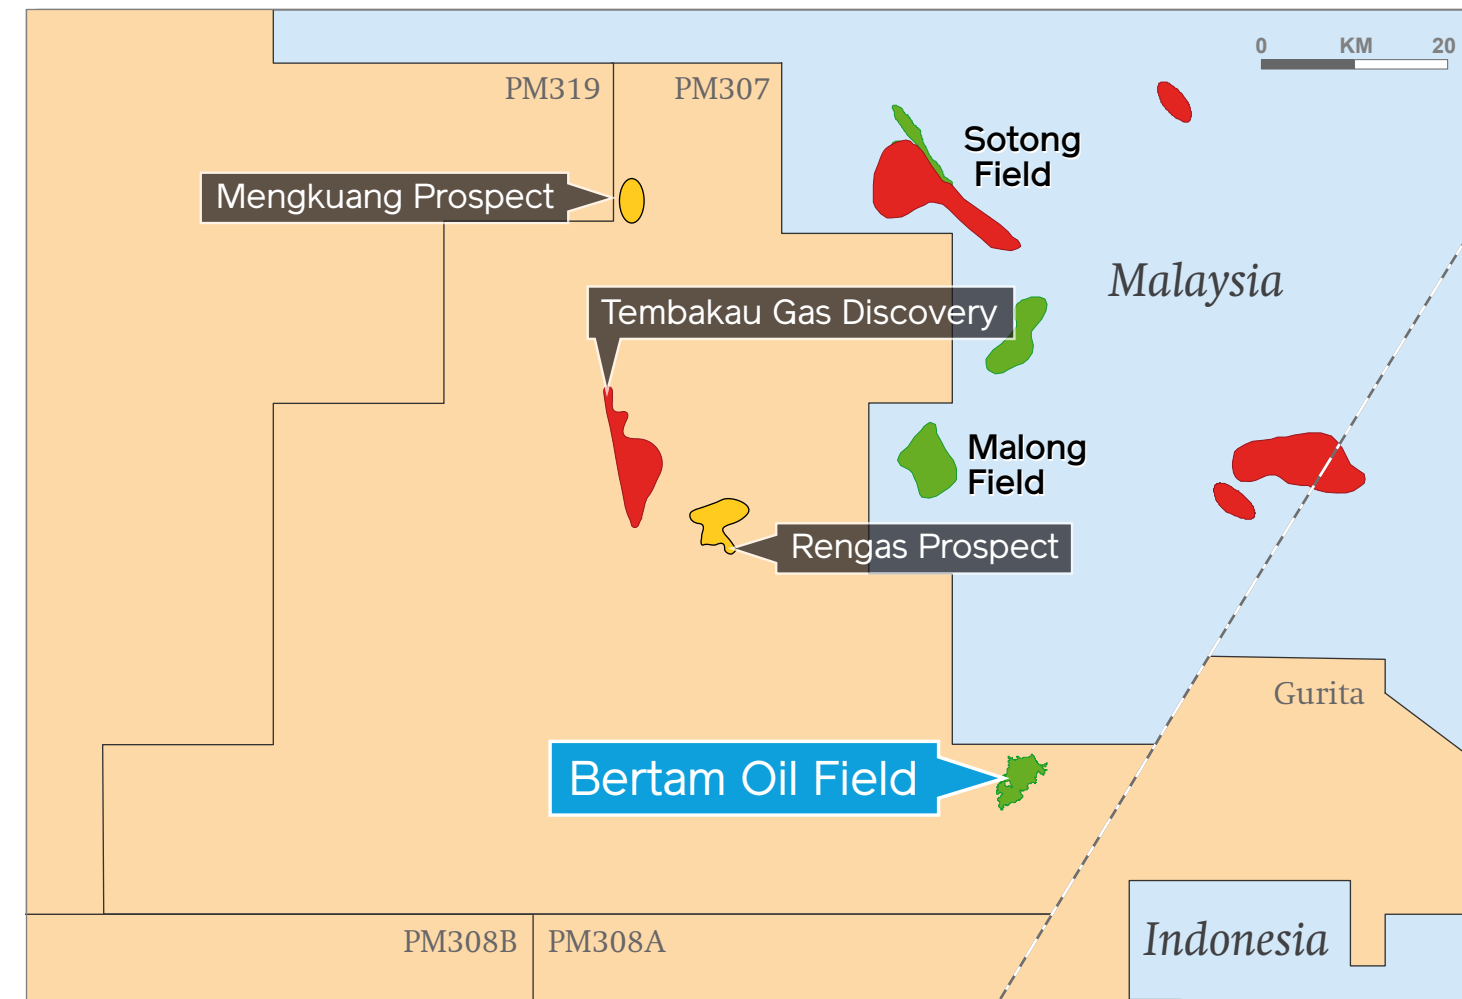 0 KM 20
PM319 PM307
Sotong
Field
Mengkuang Prospect
Malaysia
Tembakau Gas Discovery
Malong
Field
Rengas Prospect
Gurita
Bertam Oil Field
PM308B PM308A
Indonesia